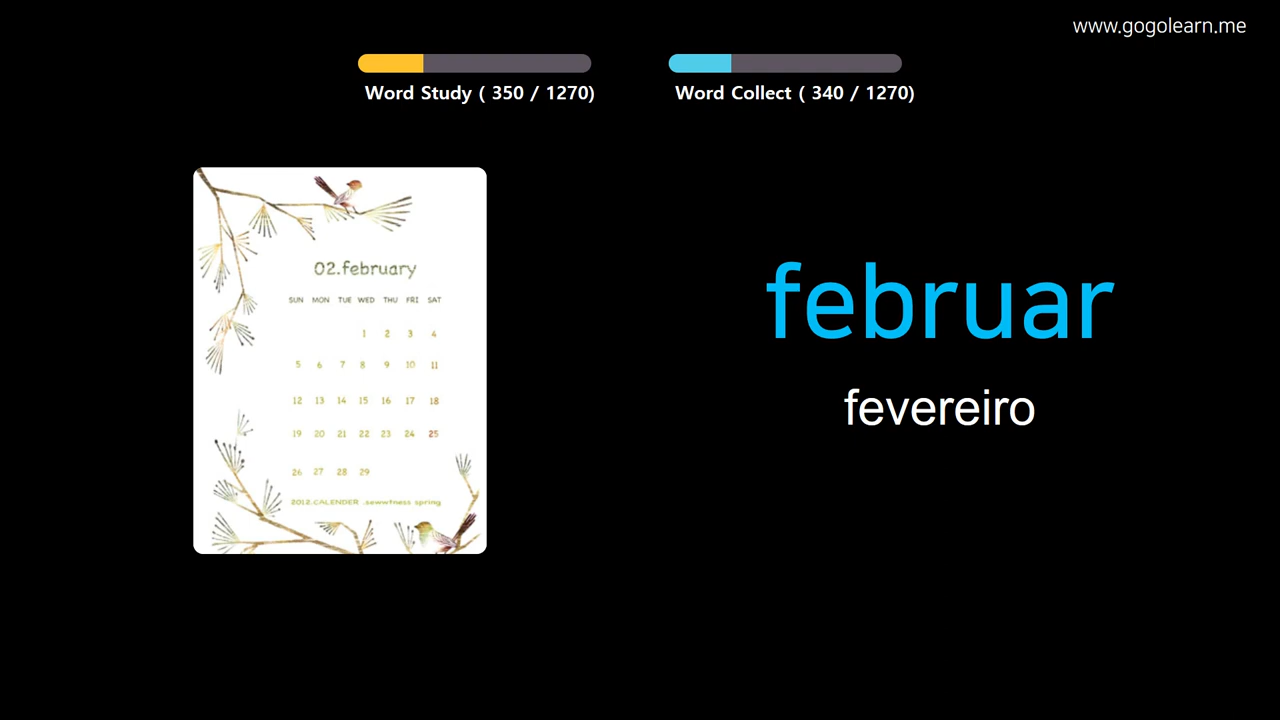 www.gogolearn.me
Word Study ( 350 / 1270)
Word Collect ( 340 / 1270)
02.february
SUN MON TUE WED THU FRI SAT
1 2 3 4
5 6 7 8 9 10 11
12 13 14 15 16 17 18
19 20 21 22 23 24 25
26 27 28 29
2012.CALENDER .sewwtness spring
februar
fevereiro